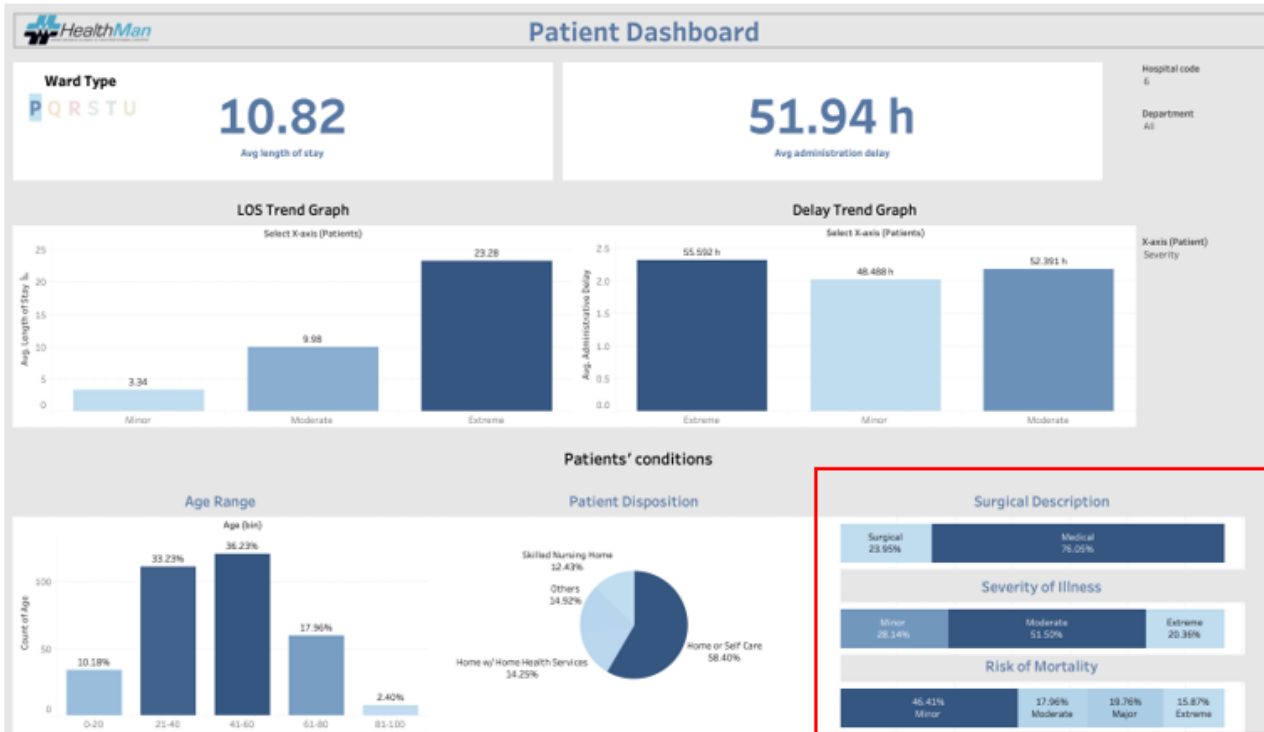 HealthMan
Patient Dashboard
Ward Type
P Q R S T U
10.82
Avg length of stay
51.94 h
Avg administration delay
Hospital code
6
Department
All
LOS Trend Graph
Select X-axis (Patients)
Avg. Length of Stay
25
20
15
10
5
0
3.34
9.98
23.28
Minor
Moderate
Extreme
Delay Trend Graph
Select X-axis (Patients)
Avg. Administrative Delay
2.5
2.0
1.5
1.0
0.5
0.0
55.592 h
48.488 h
52.391 h
Extreme
Minor
Moderate
X-axis (Patient)
Severity
Patients' conditions
Age Range
Age (bin)
Count of Age
100
50
0
10.18%
33.23%
36.23%
17.96%
2.40%
0-20
21-40
41-60
61-80
81-100
Patient Disposition
Skilled Nursing Home
12.43%
Others
14.92%
Home w/ Home Health Services
14.25%
Home or Self Care
58.40%
Surgical Description
Surgical
23.95%
Medical
76.05%
Severity of Illness
Minor
28.14%
Moderate
51.50%
Extreme
20.36%
Risk of Mortality
46.41%
Minor
17.96%
Moderate
19.76%
Major
15.87%
Extreme